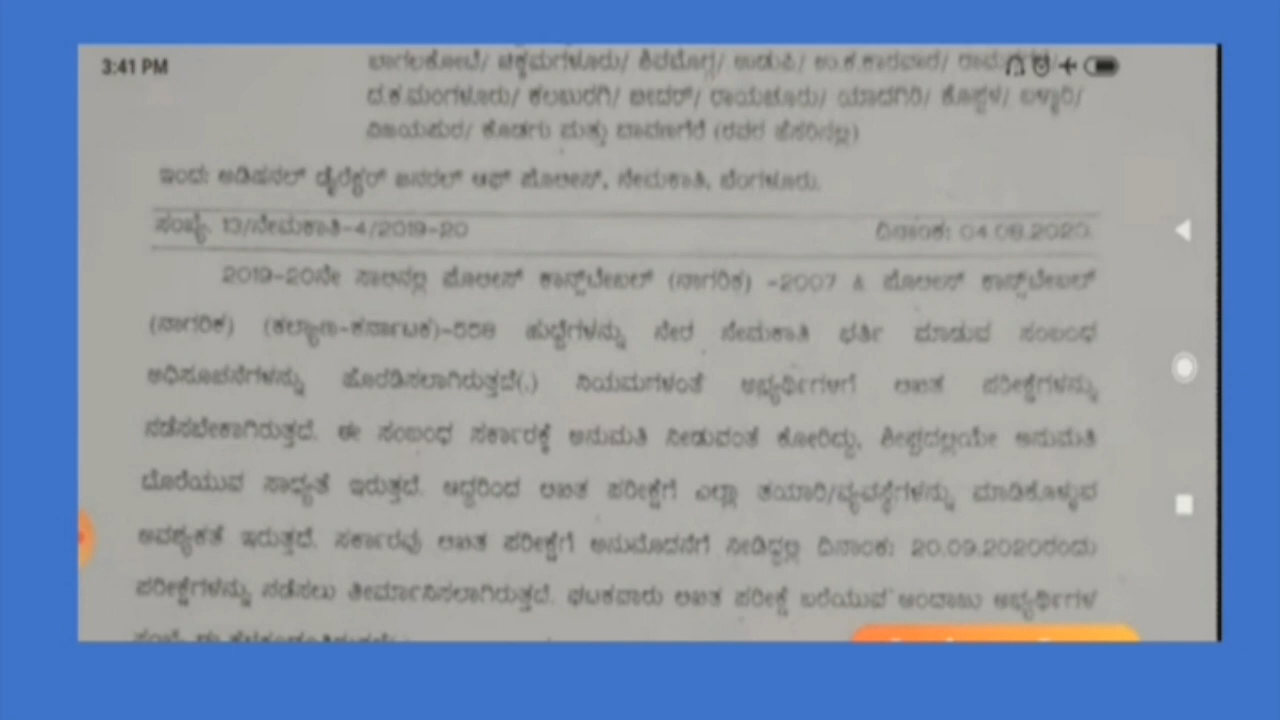 3:41 PM
ಬಾಗಲಕೋಟೆ/ ಚಿಕ್ಕಮಗಳೂರು/ ಶಿವಮೊಗ್ಗ/ ಉಡುಪಿ/ ಉ.ಕ.ಕಾರವಾರ/
ದ.ಕ.ಮಂಗಳೂರು/ ಕಲಬುರಗಿ/ ಬೀದರ್/ ರಾಯಚೂರು/ ಯಾದಗಿರಿ/ ಕೊಪ್ಪಳ/ ಬಳ್ಳಾರಿ/
ವಿಜಯಪುರ/ ಕೊಡಗು ಮತ್ತು ದಾವಣಗೆರೆ (ರವರ ಹೆಸರಿನಲ್ಲಿ)
ಇಂದ: ಅಡಿಷನಲ್ ಡೈರೆಕ್ಟರ್ ಜನರಲ್ ಆಫ್ ಪೊಲೀಸ್, ನೇಮಕಾತಿ, ಬೆಂಗಳೂರು.
ಸಂಖ್ಯೆ. 13/ನೇಮಕಾತಿ-4/2019-20 ದಿನಾಂಕ: 04.08.2020.
2019-20ನೇ ಸಾಲಿನಲ್ಲಿ ಪೊಲೀಸ್ ಕಾನ್ಸ್‌ಟೇಬಲ್ (ನಾಗರಿಕ) -2007 & ಪೊಲೀಸ್ ಕಾನ್ಸ್‌ಟೇಬಲ್
(ನಾಗರಿಕ) (ಕಲ್ಯಾಣ-ಕರ್ನಾಟಕ)-558 ಹುದ್ದೆಗಳನ್ನು ನೇರ ನೇಮಕಾತಿ ಭರ್ತಿ ಮಾಡುವ ಸಂಬಂಧ
ಅಧಿಸೂಚನೆಗಳನ್ನು ಹೊರಡಿಸಲಾಗಿರುತ್ತದೆ(.) ನಿಯಮಗಳಂತೆ ಅಭ್ಯರ್ಥಿಗಳಿಗೆ ಲಿಖಿತ ಪರೀಕ್ಷೆಗಳನ್ನು
ನಡೆಸಬೇಕಾಗಿರುತ್ತದೆ. ಈ ಸಂಬಂಧ ಸರ್ಕಾರಕ್ಕೆ ಅನುಮತಿ ನೀಡುವಂತೆ ಕೋರಿದ್ದು, ಶೀಘ್ರದಲ್ಲಿಯೇ ಅನುಮತಿ
ದೊರೆಯುವ ಸಾಧ್ಯತೆ ಇರುತ್ತದೆ. ಆದ್ದರಿಂದ ಲಿಖಿತ ಪರೀಕ್ಷೆಗೆ ಎಲ್ಲಾ ತಯಾರಿ/ವ್ಯವಸ್ಥೆಗಳನ್ನು ಮಾಡಿಕೊಳ್ಳುವ
ಅವಶ್ಯಕತೆ ಇರುತ್ತದೆ. ಸರ್ಕಾರವು ಲಿಖಿತ ಪರೀಕ್ಷೆಗೆ ಅನುಮೋದನೆಗೆ ನೀಡಿದ್ದಲ್ಲಿ ದಿನಾಂಕ: 20.09.2020ರಂದು
ಪರೀಕ್ಷೆಗಳನ್ನು ನಡೆಸಲು ತೀರ್ಮಾನಿಸಲಾಗಿರುತ್ತದೆ. ಘಟಕವಾರು ಲಿಖಿತ ಪರೀಕ್ಷೆ ಬರೆಯುವ ಅಂದಾಜು ಅಭ್ಯರ್ಥಿಗಳ